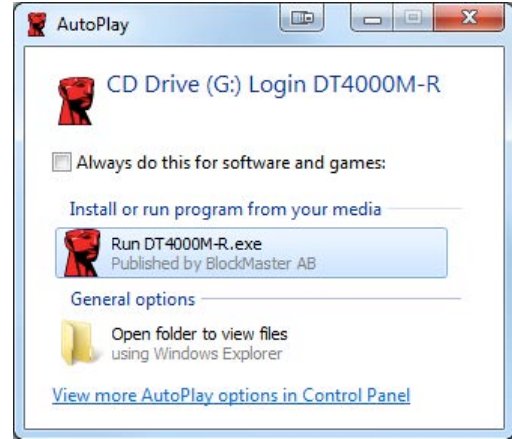 AutoPlay
CD Drive (G:) Login DT4000M-R
Always do this for software and games:
Install or run program from your media
Run DT4000M-R.exe
Published by BlockMaster AB
General options
Open folder to view files
using Windows Explorer
View more AutoPlay options in Control Panel